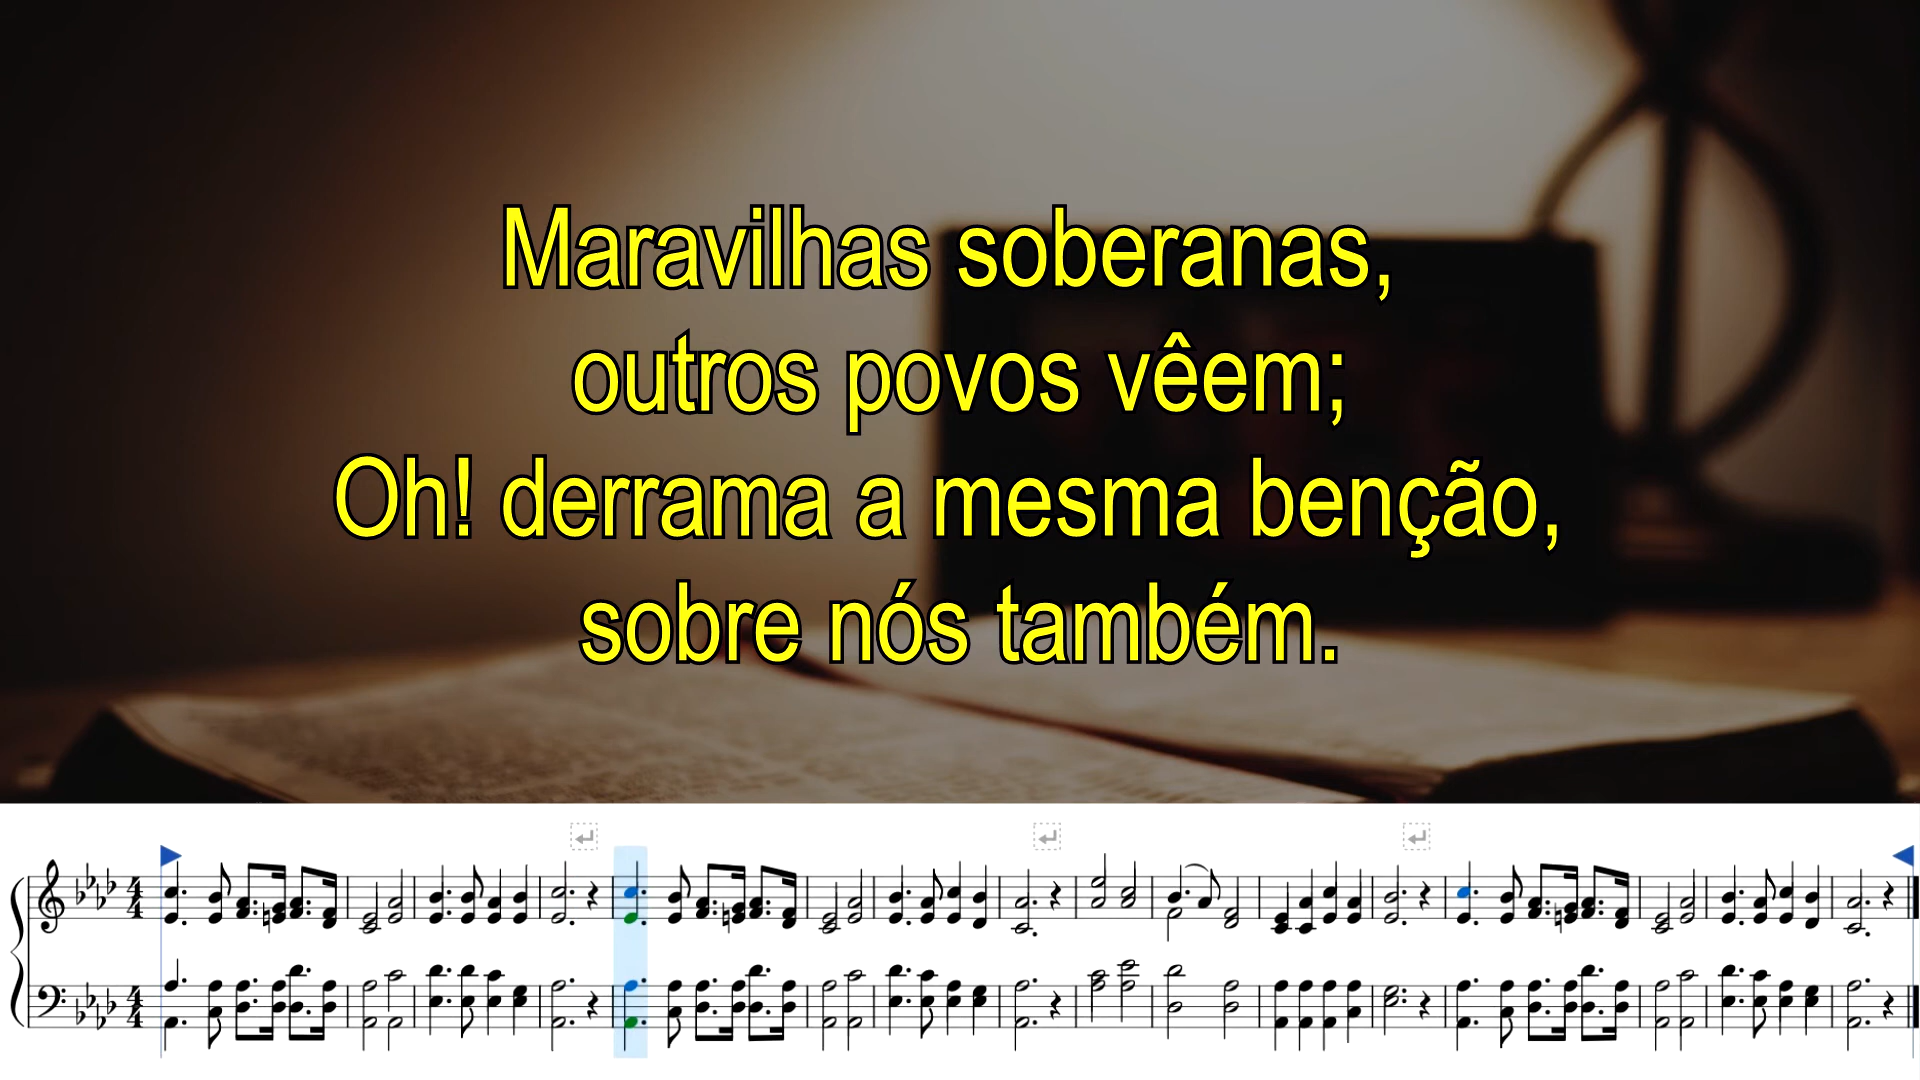 Maravilhas soberanas,
outros povos vêem;
Oh! derrama a mesma benção,
sobre nós também.